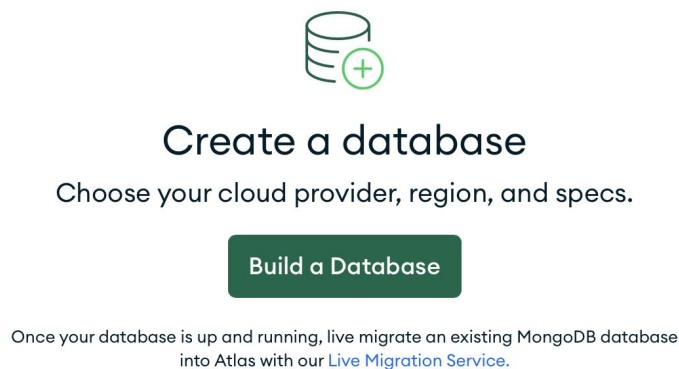 Create a database
Choose your cloud provider, region, and specs.
Build a Database
Once your database is up and running, live migrate an existing MongoDB database
into Atlas with our Live Migration Service.